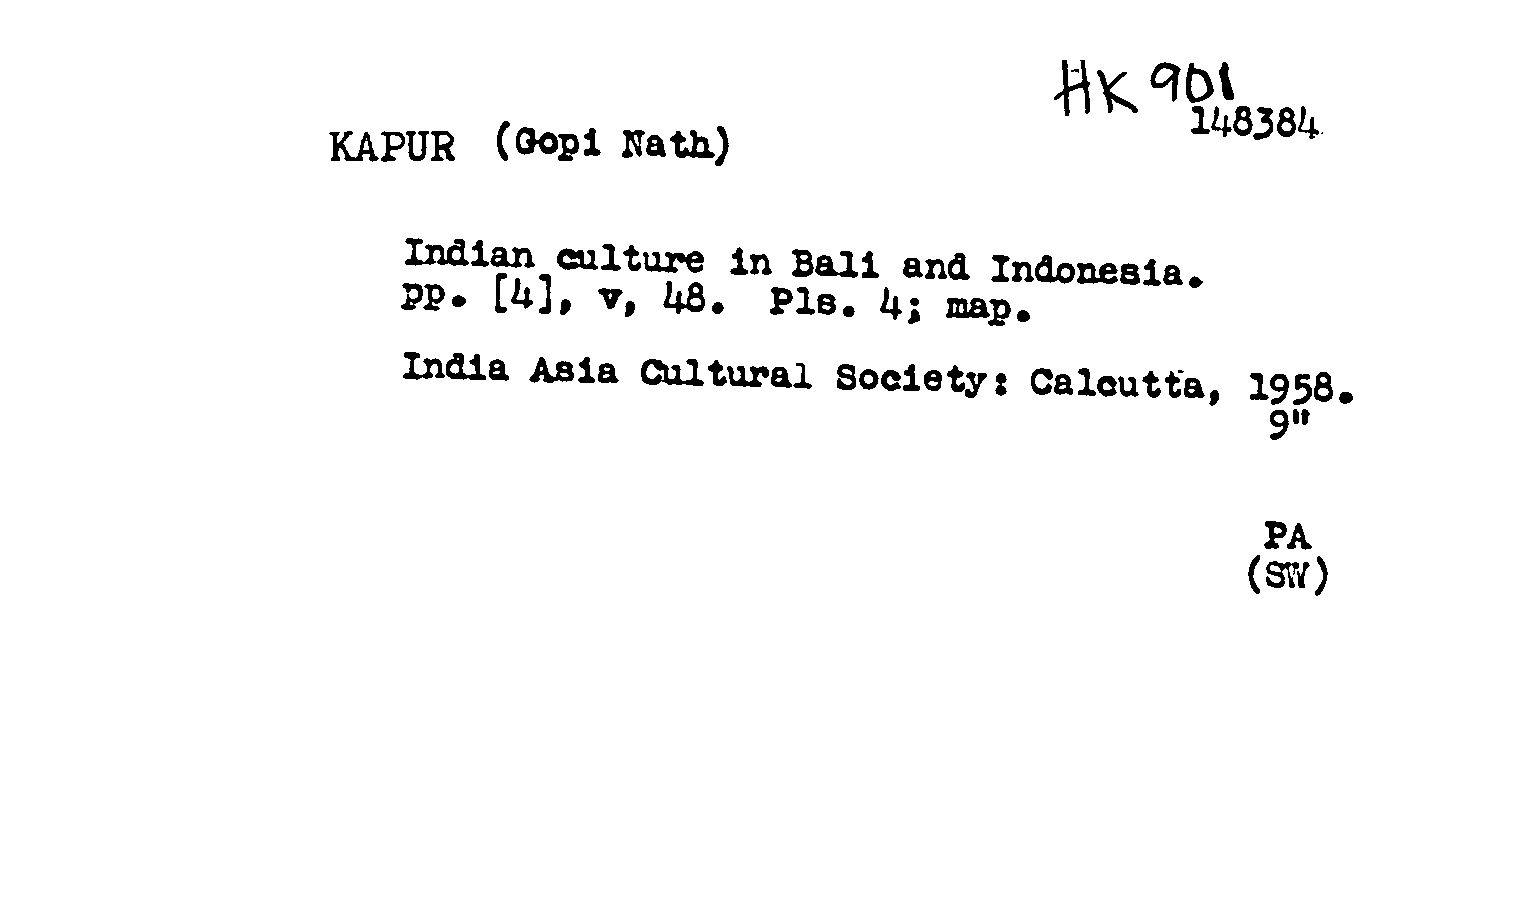 HK 901
148384
KAPUR (Gopi Nath)
Indian culture in Bali and Indonesia.
pp. [4], v, 48. Pls. 4; map.
India Asia Cultural Society: Calcutta, 1958.
9"
PA
(SW)